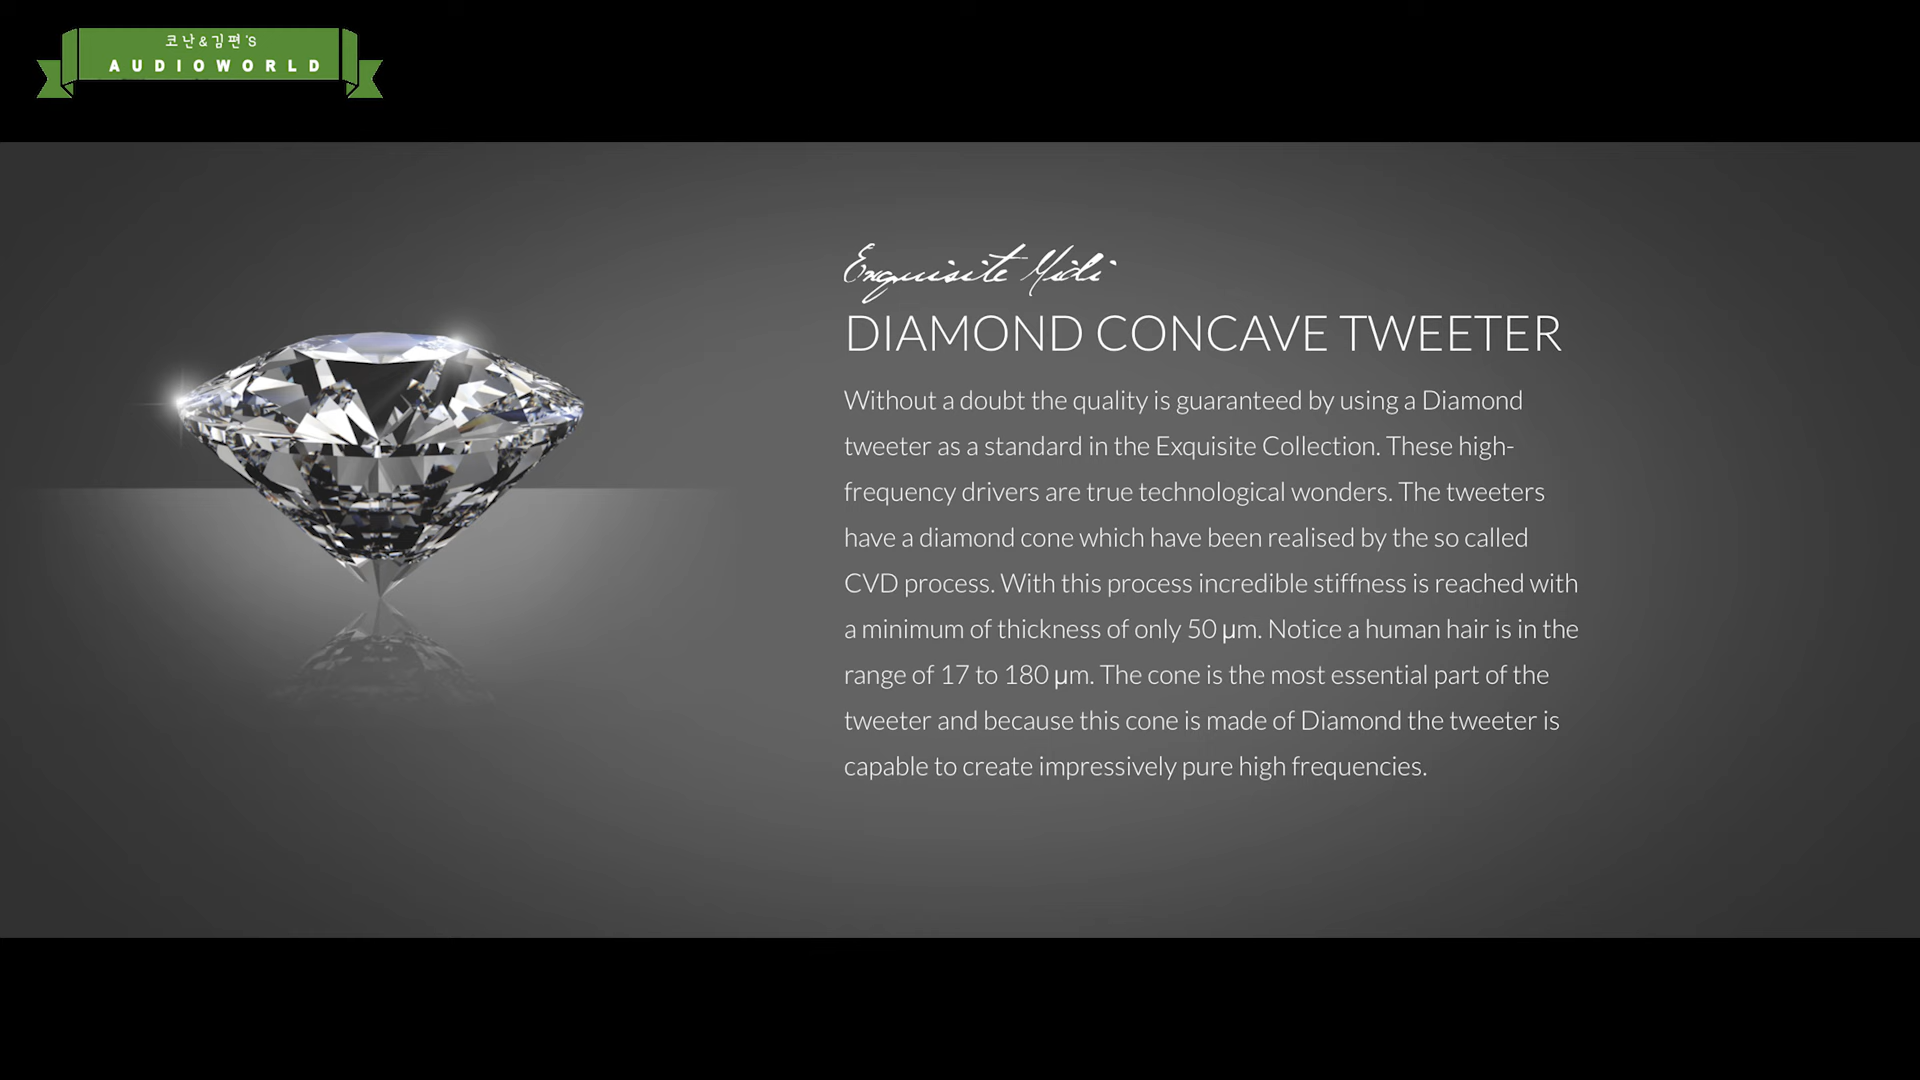 코난&김편'S
AUDIOWORLD
Exquisite Midi
DIAMOND CONCAVE TWEETER
Without a doubt the quality is guaranteed by using a Diamond
tweeter as a standard in the Exquisite Collection. These high-
frequency drivers are true technological wonders. The tweeters
have a diamond cone which have been realised by the so called
CVD process. With this process incredible stiffness is reached with
a minimum of thickness of only 50 µm. Notice a human hair is in the
range of 17 to 180 µm. The cone is the most essential part of the
tweeter and because this cone is made of Diamond the tweeter is
capable to create impressively pure high frequencies.